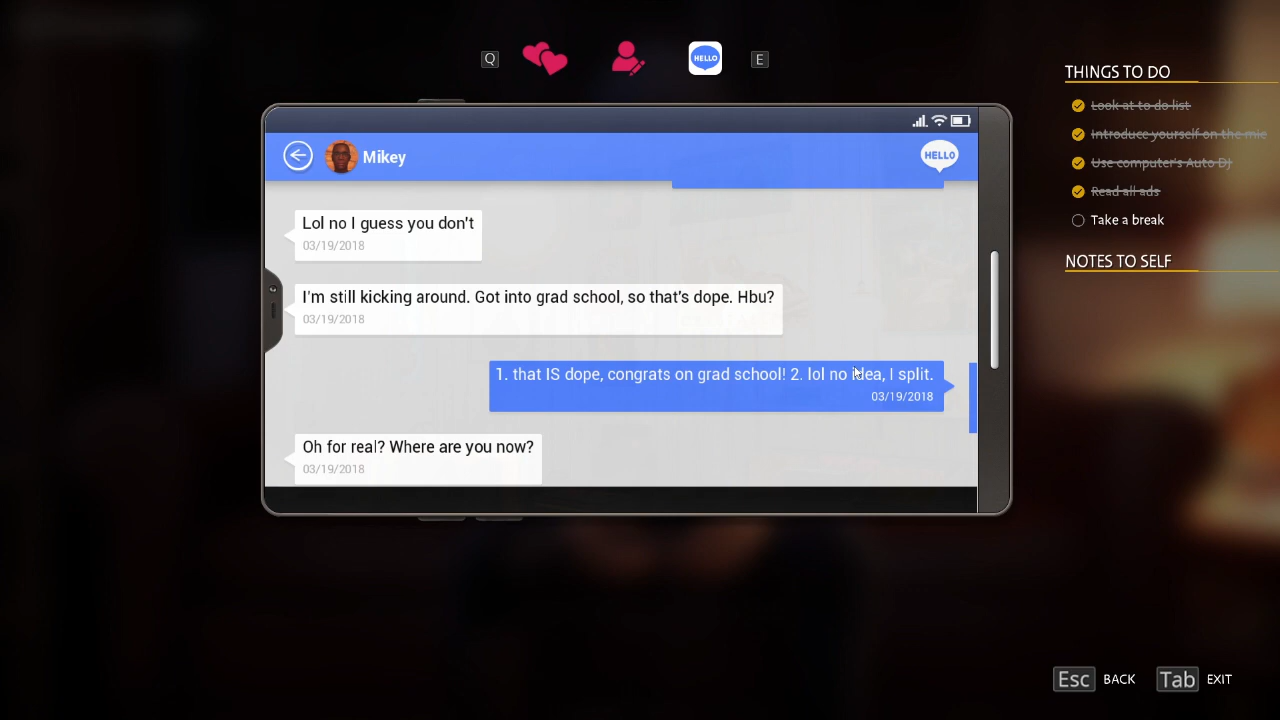 Q
HELLO
E
THINGS TO DO
Look at to do list
Introduce yourself on the mic
Use computer's Auto DJ
Read all ads
Take a break
NOTES TO SELF
Mikey
HELLO
Lol no I guess you don't
03/19/2018
I'm still kicking around. Got into grad school, so that's dope. Hbu?
03/19/2018
1. that IS dope, congrats on grad school! 2. lol no idea, I split.
03/19/2018
Oh for real? Where are you now?
03/19/2018
Esc BACK Tab EXIT